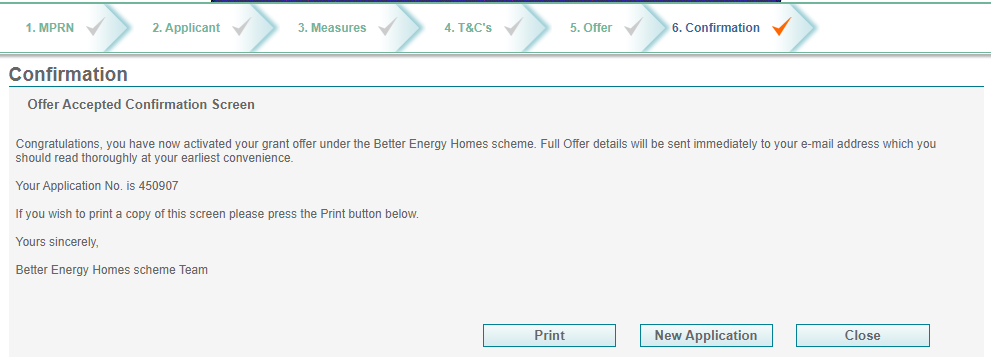 1. MPRN 2. Applicant 3. Measures 4. T&C's 5. Offer 6. Confirmation
Confirmation
Offer Accepted Confirmation Screen
Congratulations, you have now activated your grant offer under the Better Energy Homes scheme. Full Offer details will be sent immediately to your e-mail address which you
should read thoroughly at your earliest convenience.
Your Application No. is 450907
If you wish to print a copy of this screen please press the Print button below.
Yours sincerely,
Better Energy Homes scheme Team
Print New Application Close